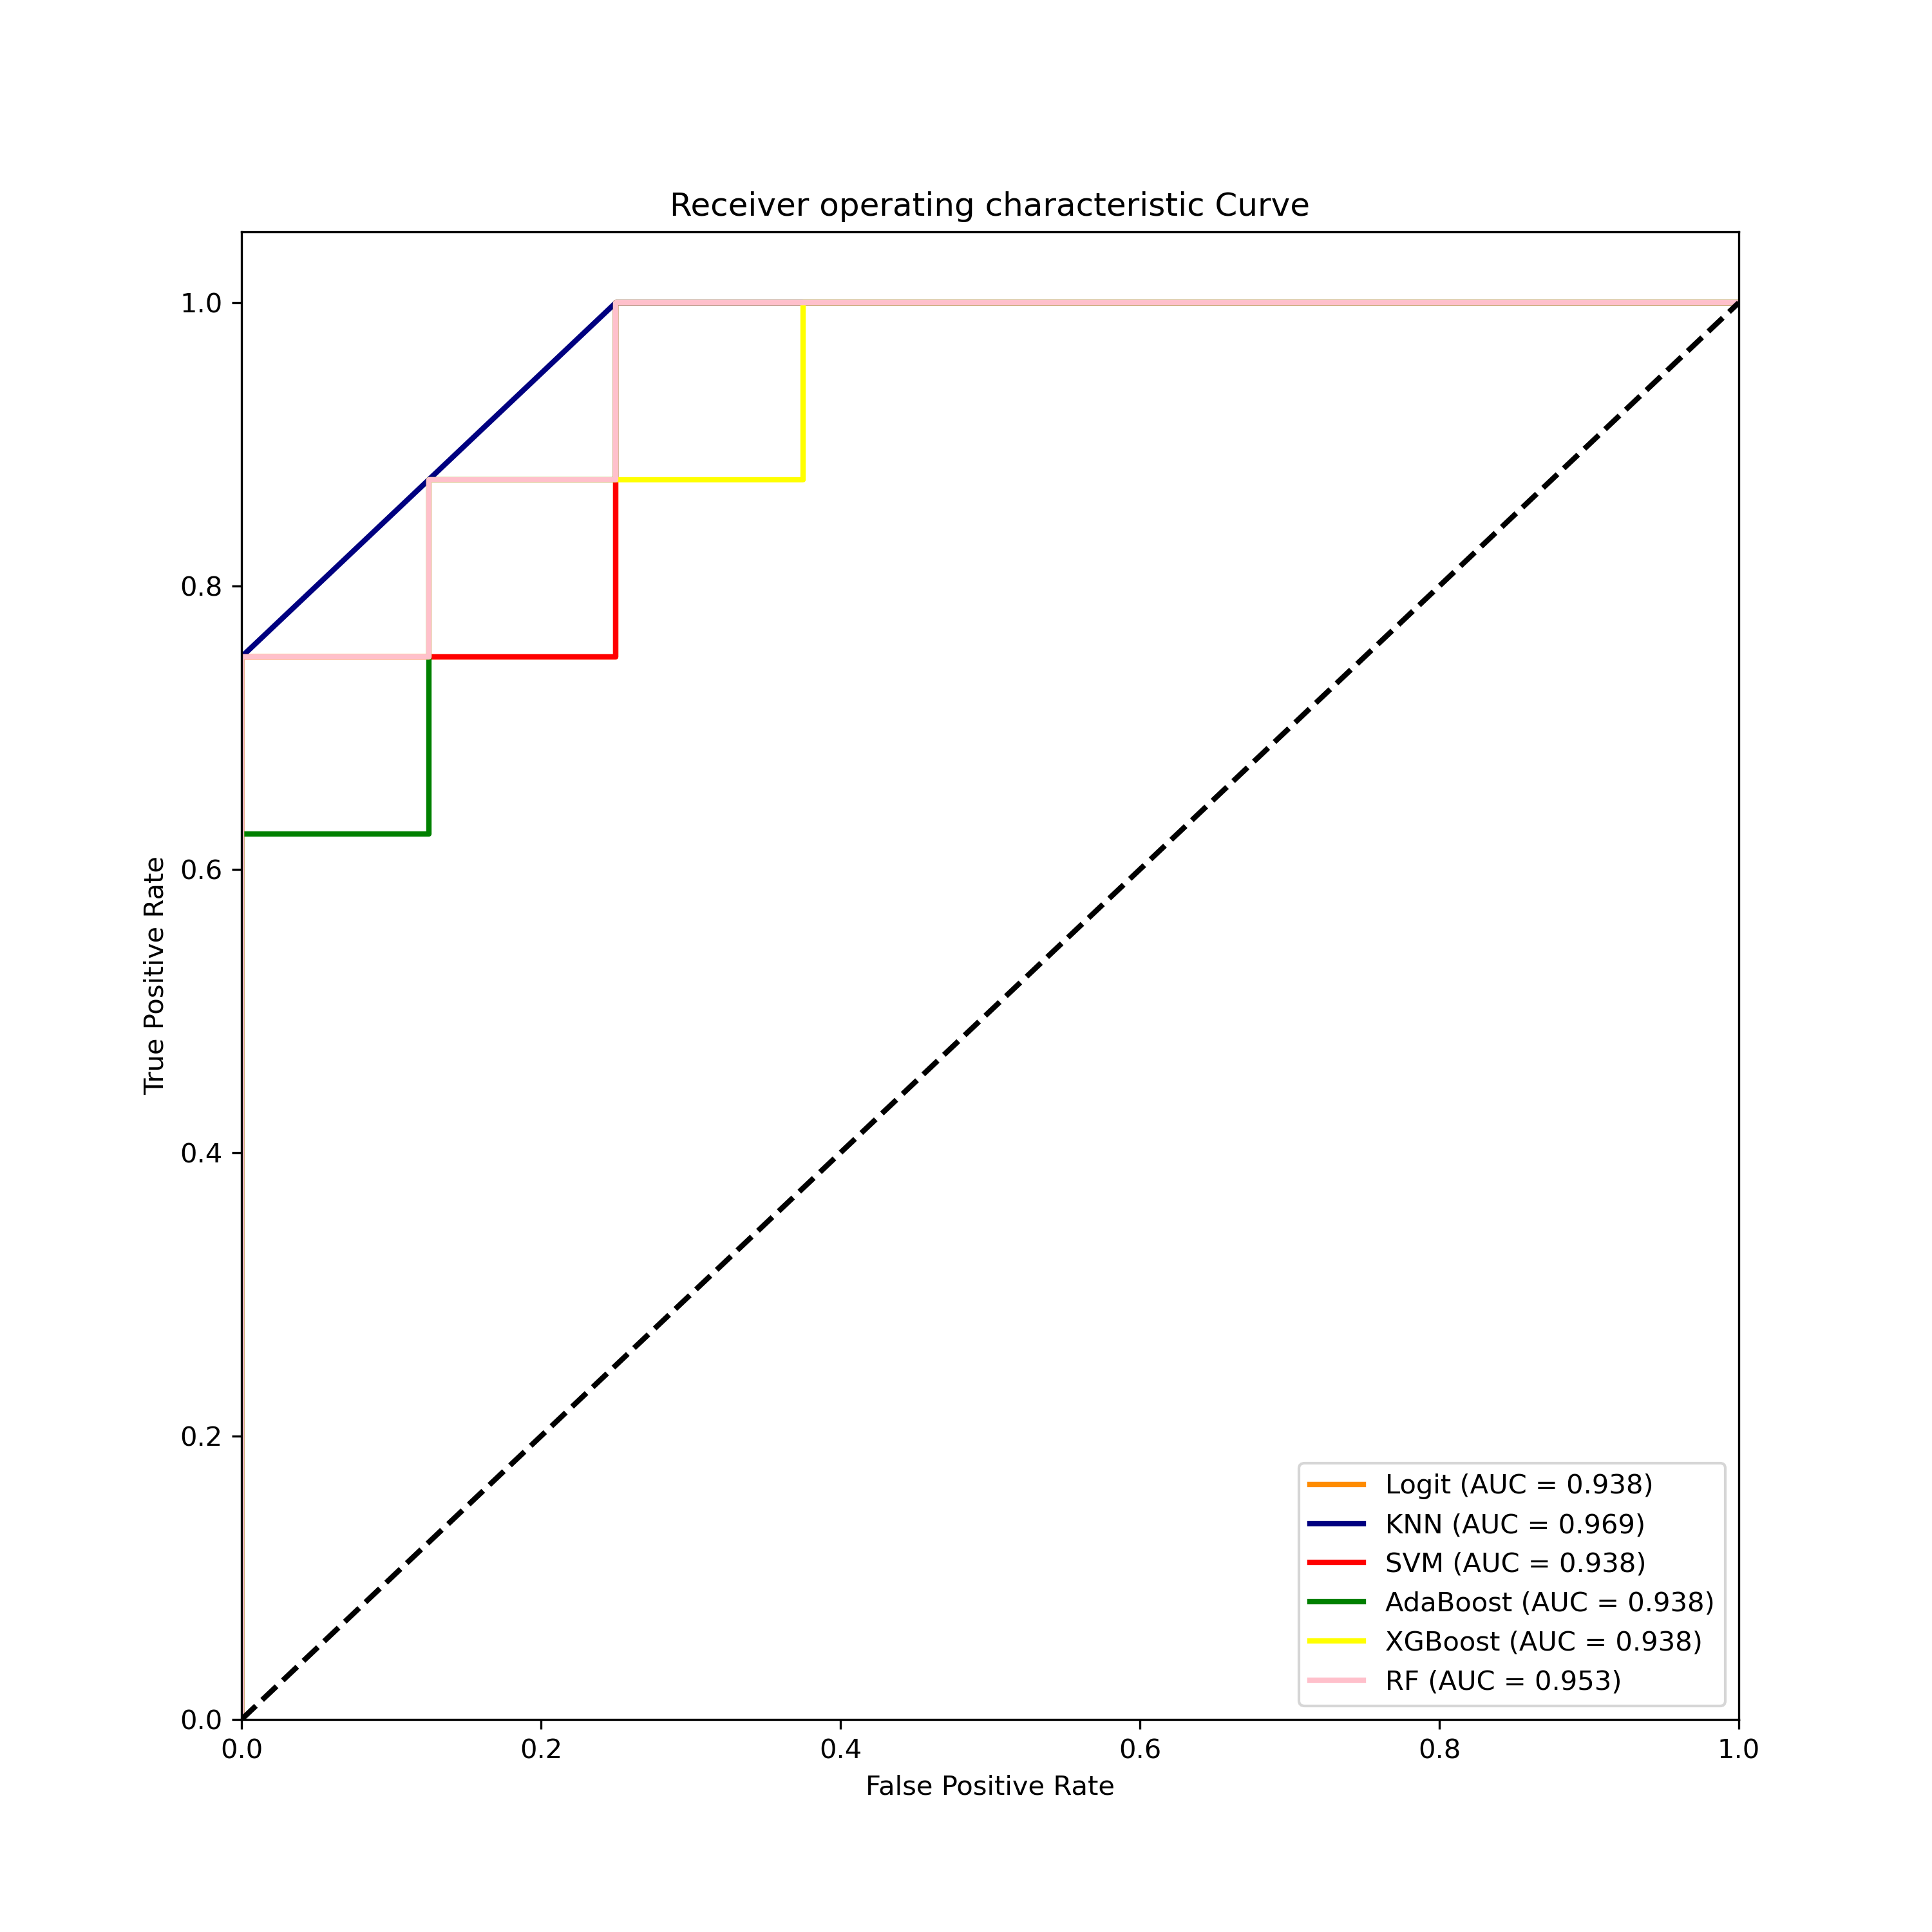 Receiver operating characteristic Curve
1.0
0.8
0.6
0.4
0.2
0.0
True Positive Rate
0.0 0.2 0.4 0.6 0.8 1.0
False Positive Rate
Logit (AUC = 0.938)
KNN (AUC = 0.969)
SVM (AUC = 0.938)
AdaBoost (AUC = 0.938)
XGBoost (AUC = 0.938)
RF (AUC = 0.953)